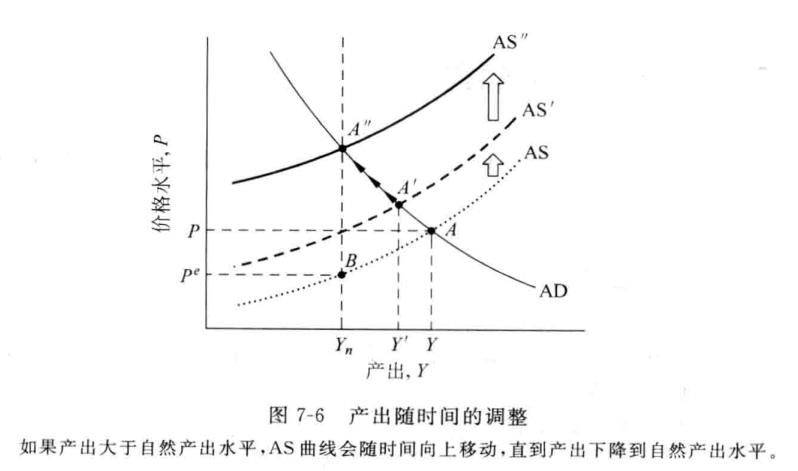 AS″
AS′
AS
A″
A′
A
B
价格水平, P
P
Pᵉ
AD
Yₙ
Y′
Y
产出, Y
图 7-6 产出随时间的调整
如果产出大于自然产出水平,AS 曲线会随时间向上移动,直到产出下降到自然产出水平。